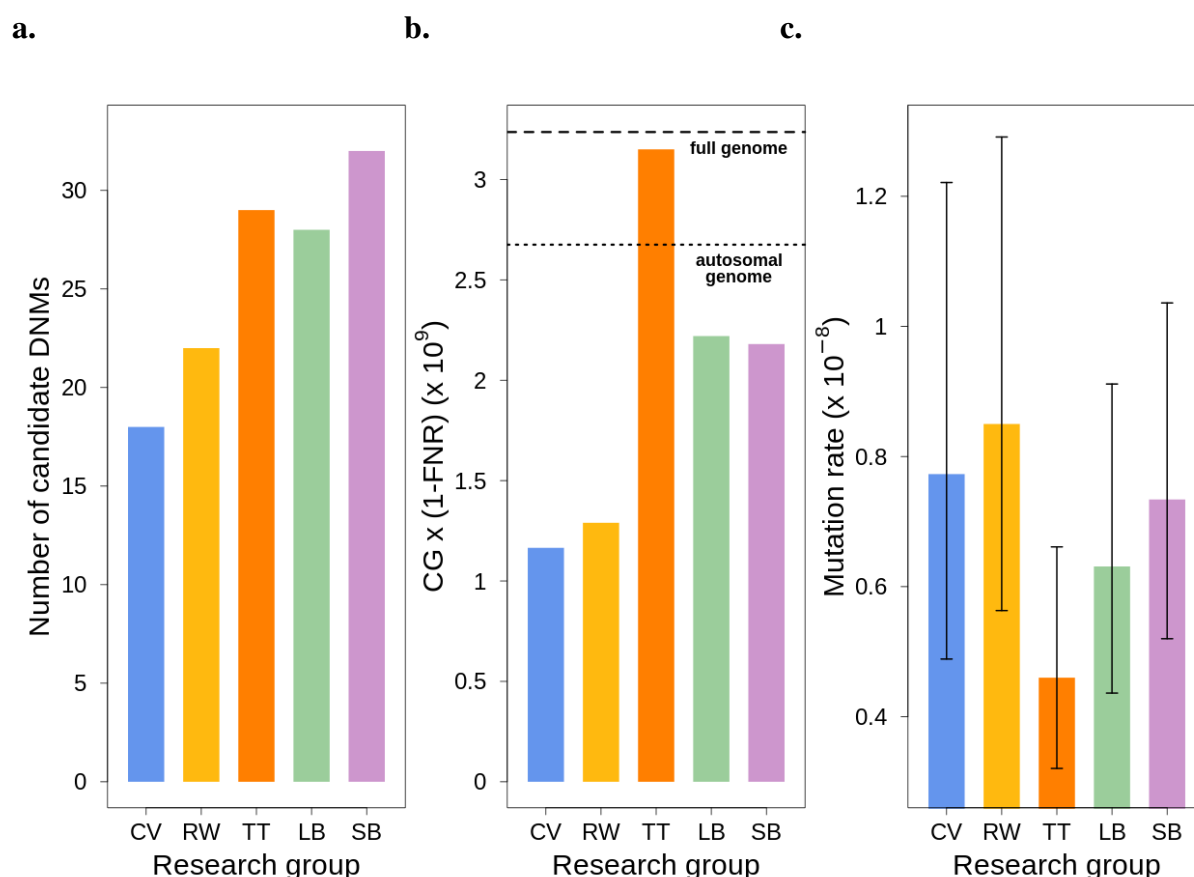 a.
Number of candidate DNMs
30
25
20
15
10
5
0
CV RW TT LB SB
Research group
b.
CG x (1-FNR) (x 10⁹)
full genome
autosomal
genome
3
2.5
2
1.5
1
0.5
0
CV RW TT LB SB
Research group
c.
Mutation rate (x 10⁻⁸)
1.2
1
0.8
0.6
0.4
CV RW TT LB SB
Research group